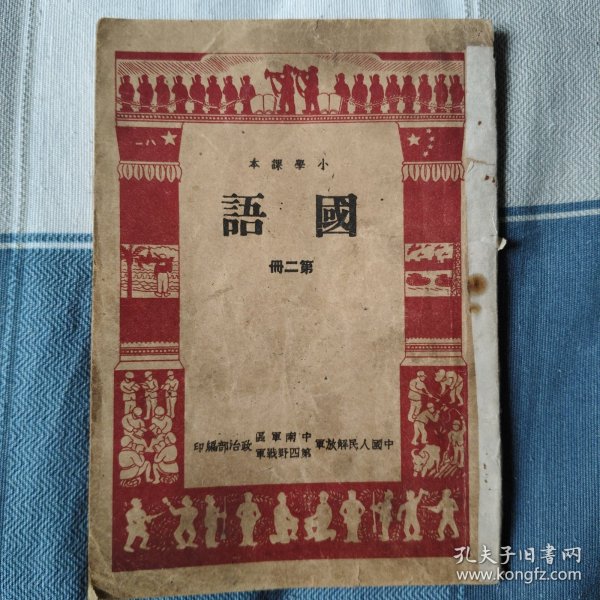 八一
小學課本
國語
第二冊
中國人民解放軍中南軍區第四野戰軍政治部編印
孔夫子旧书网
www.kongfz.com